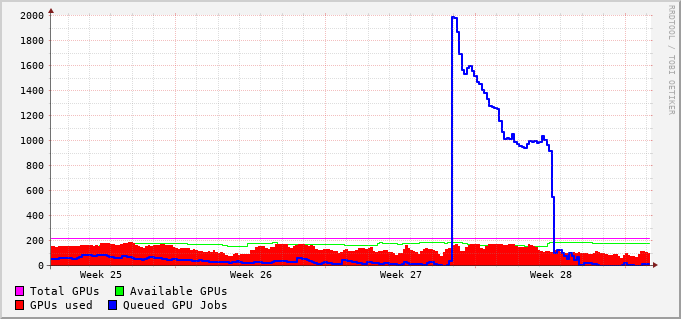 2000
1800
1600
1400
1200
1000
800
600
400
200
0
Week 25 Week 26 Week 27 Week 28
Total GPUs Available GPUs
GPUs used Queued GPU Jobs
RRDTOOL / TOBI OETIKER